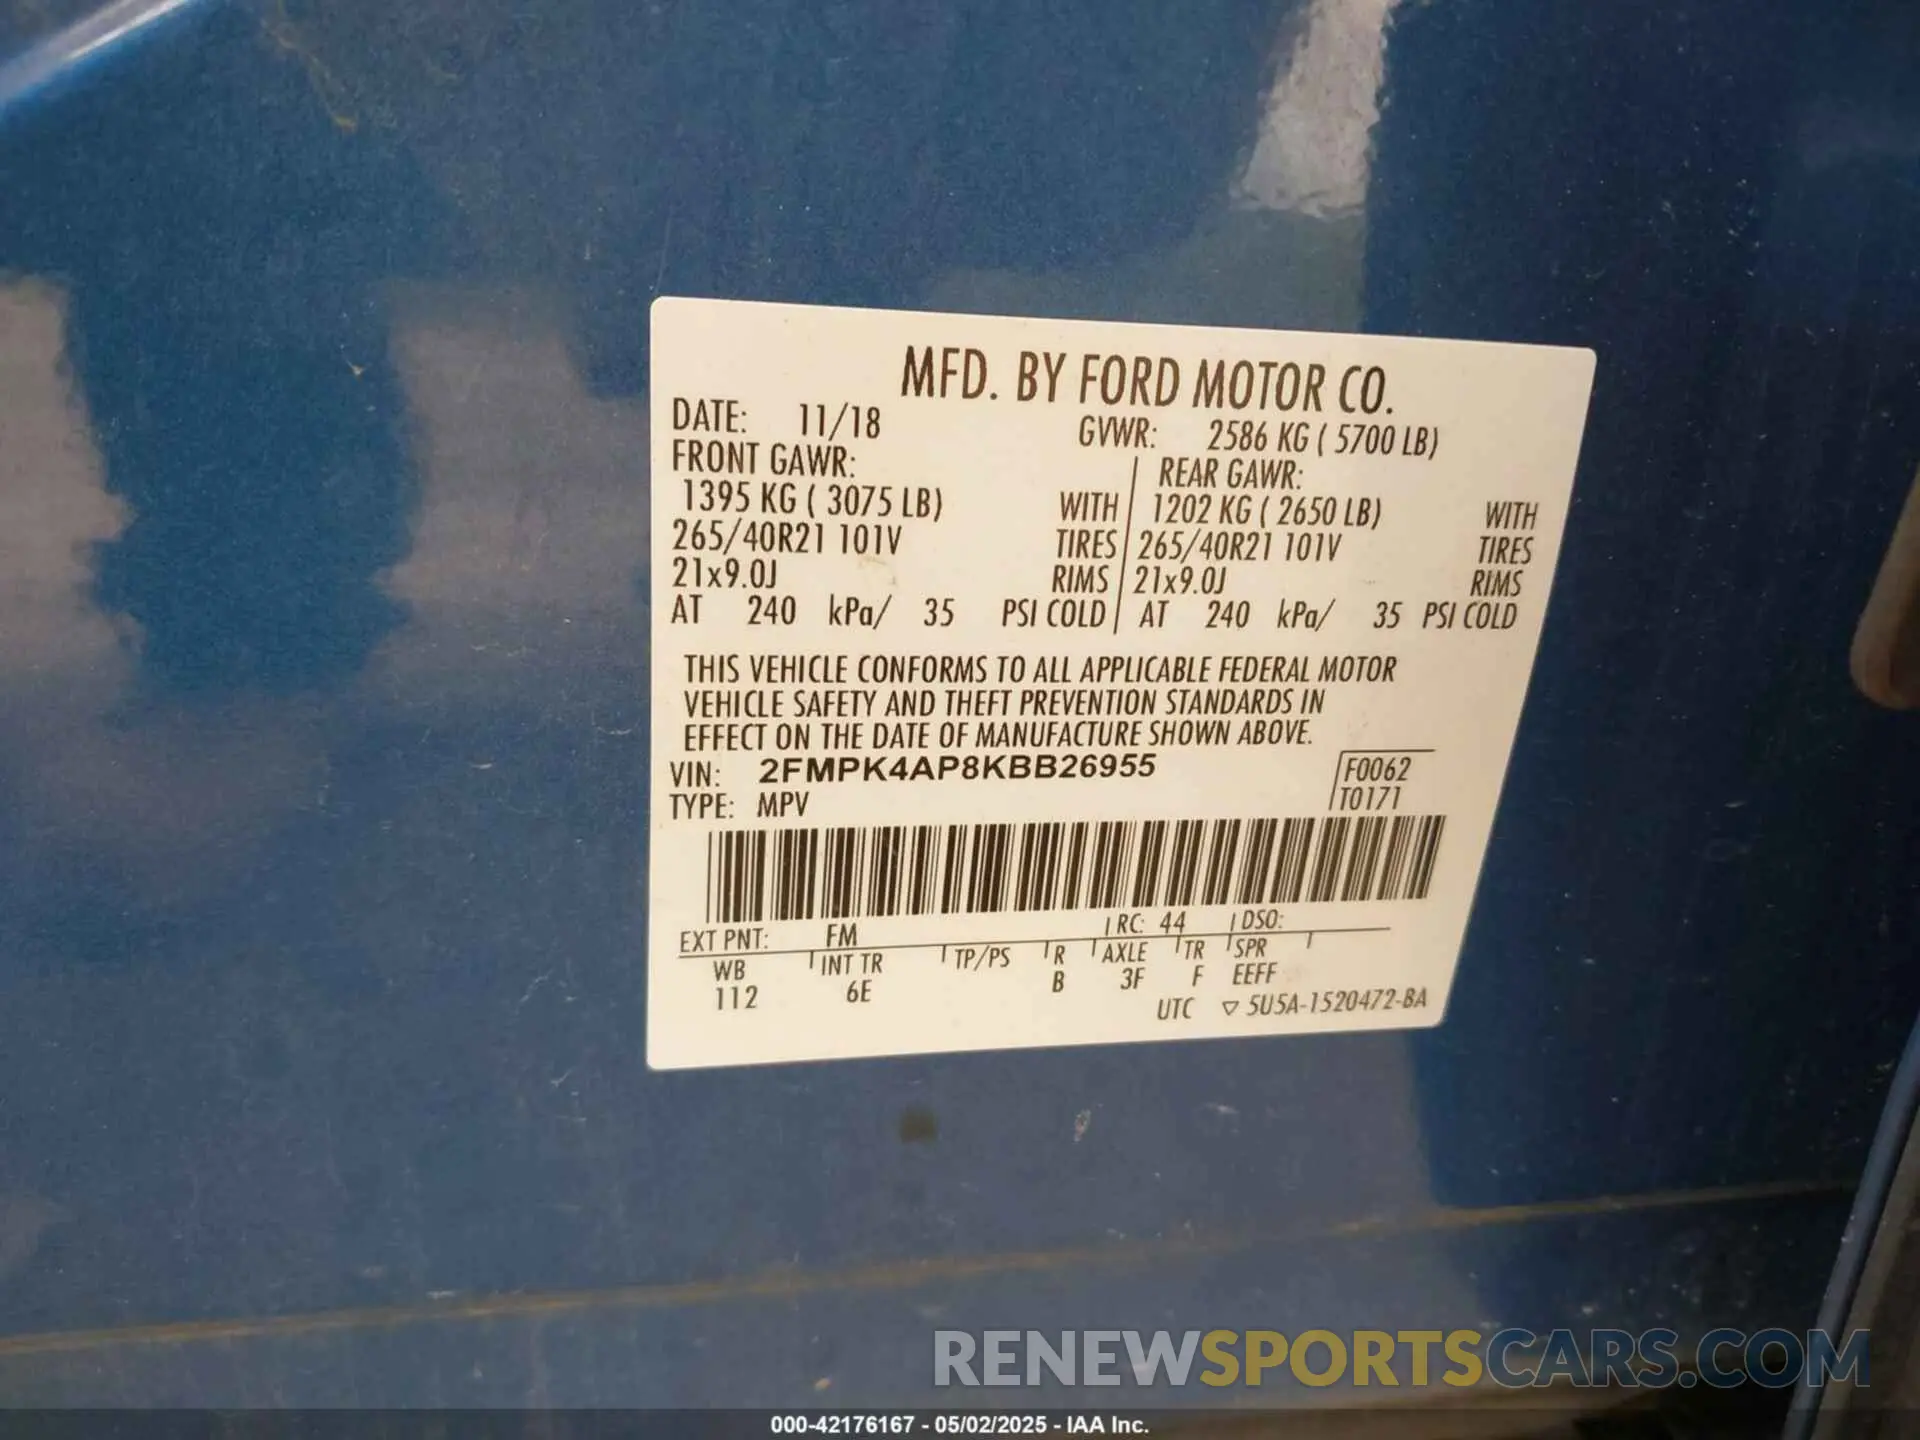 MFD. BY FORD MOTOR CO.
DATE: 11/18 GVWR: 2586 KG ( 5700 LB)
FRONT GAWR: REAR GAWR:
1395 KG ( 3075 LB) WITH 1202 KG ( 2650 LB) WITH
265/40R21 101V TIRES 265/40R21 101V TIRES
21x9.0J RIMS 21x9.0J RIMS
AT 240 kPa/ 35 PSI COLD AT 240 kPa/ 35 PSI COLD
THIS VEHICLE CONFORMS TO ALL APPLICABLE FEDERAL MOTOR
VEHICLE SAFETY AND THEFT PREVENTION STANDARDS IN
EFFECT ON THE DATE OF MANUFACTURE SHOWN ABOVE.
VIN: 2FMPK4AP8KBB26955 F0062
TYPE: MPV T0171
EXT PNT: FM RC: 44 DSO:
WB INT TR TP/PS R AXLE TR SPR
112 6E B 3F F EEFF
UTC ▽ 5U5A-1520472-BA
RENEWSPORTSCARS.COM
000-42176167 - 05/02/2025 - IAA Inc.